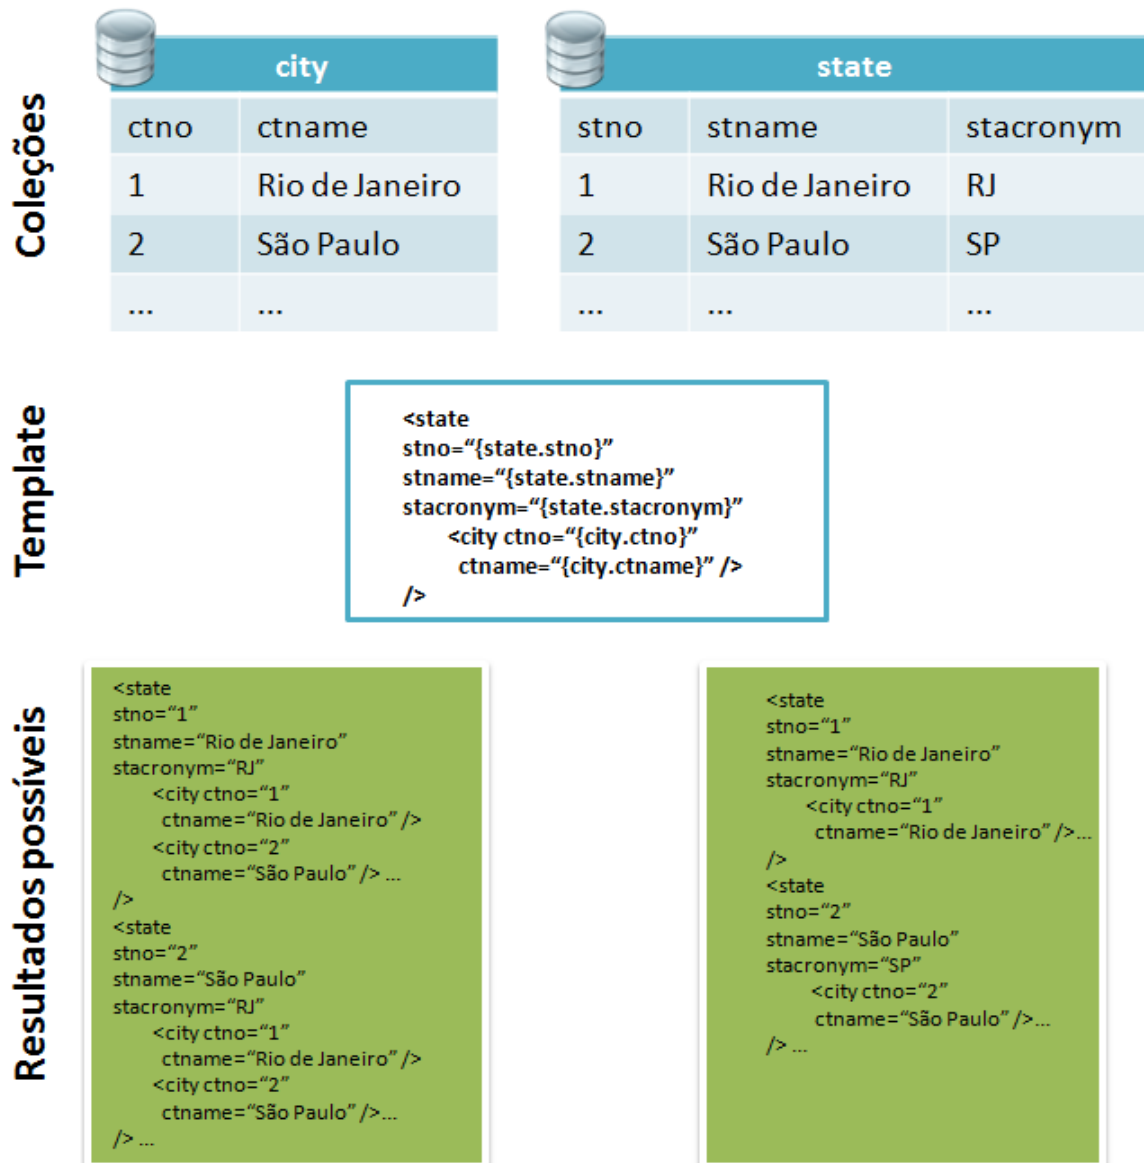 Coleções
city
ctno ctname
1 Rio de Janeiro
2 São Paulo
... ...
state
stno stname stacronym
1 Rio de Janeiro RJ
2 São Paulo SP
... ... ...
Template
<state
stno=“{state.stno}”
stname=“{state.stname}”
stacronym=“{state.stacronym}”
<city ctno=“{city.ctno}”
ctname=“{city.ctname}” />
/>
Resultados possíveis
<state
stno=“1”
stname=“Rio de Janeiro”
stacronym=“RJ”
<city ctno=“1”
ctname=“Rio de Janeiro” />
<city ctno=“2”
ctname=“São Paulo” /> ...
/>
<state
stno=“2”
stname=“São Paulo”
stacronym=“RJ”
<city ctno=“1”
ctname=“Rio de Janeiro” />
<city ctno=“2”
ctname=“São Paulo” />...
/> ...
<state
stno=“1”
stname=“Rio de Janeiro”
stacronym=“RJ”
<city ctno=“1”
ctname=“Rio de Janeiro” />...
/>
<state
stno=“2”
stname=“São Paulo”
stacronym=“SP”
<city ctno=“2”
ctname=“São Paulo” />...
/> ...